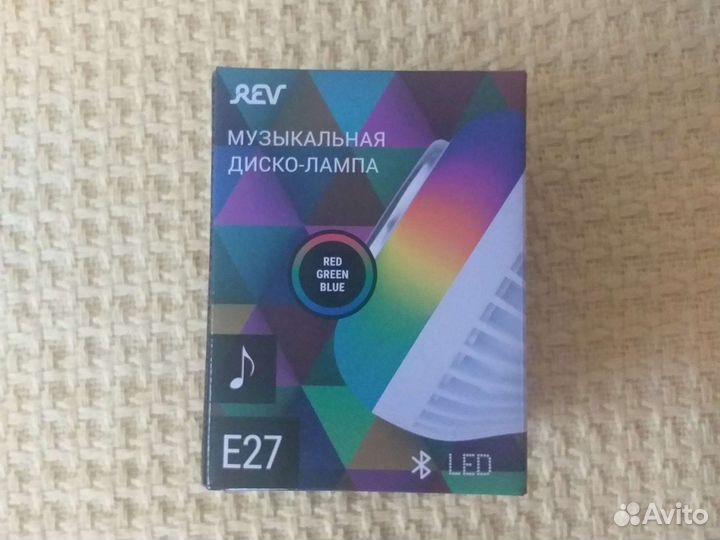 REV
МУЗЫКАЛЬНАЯ
ДИСКО-ЛАМПА
RED
GREEN
BLUE
E27
LED
Avito